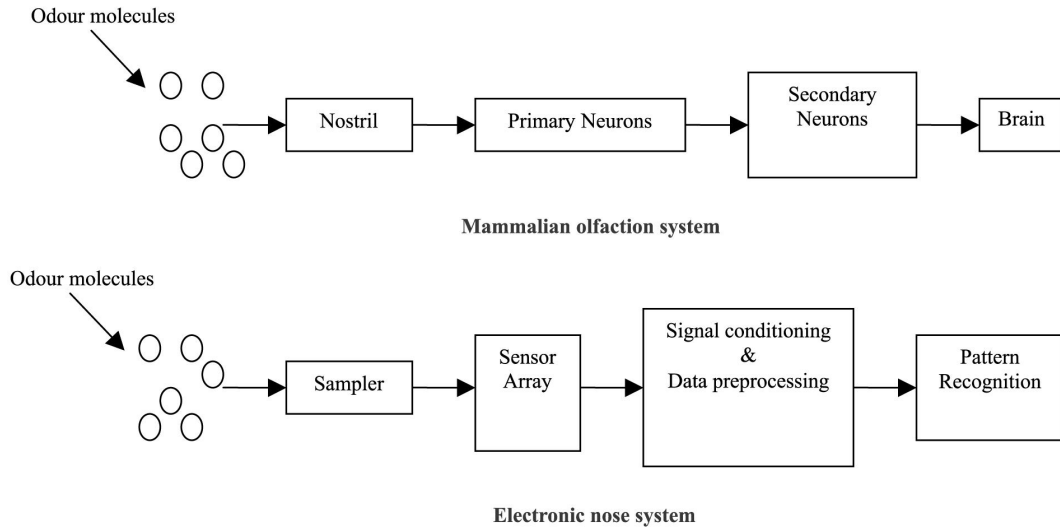 Odour molecules
Nostril
Primary Neurons
Secondary
Neurons
Brain
Mammalian olfaction system
Odour molecules
Sampler
Sensor
Array
Signal conditioning
&
Data preprocessing
Pattern
Recognition
Electronic nose system